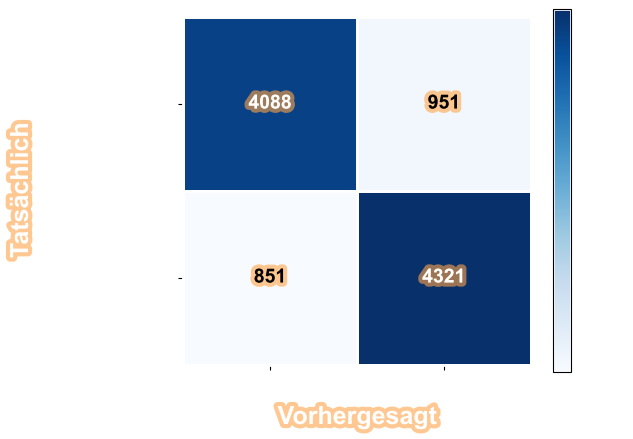 4088 951
Tatsächlich
851 4321
Vorhergesagt